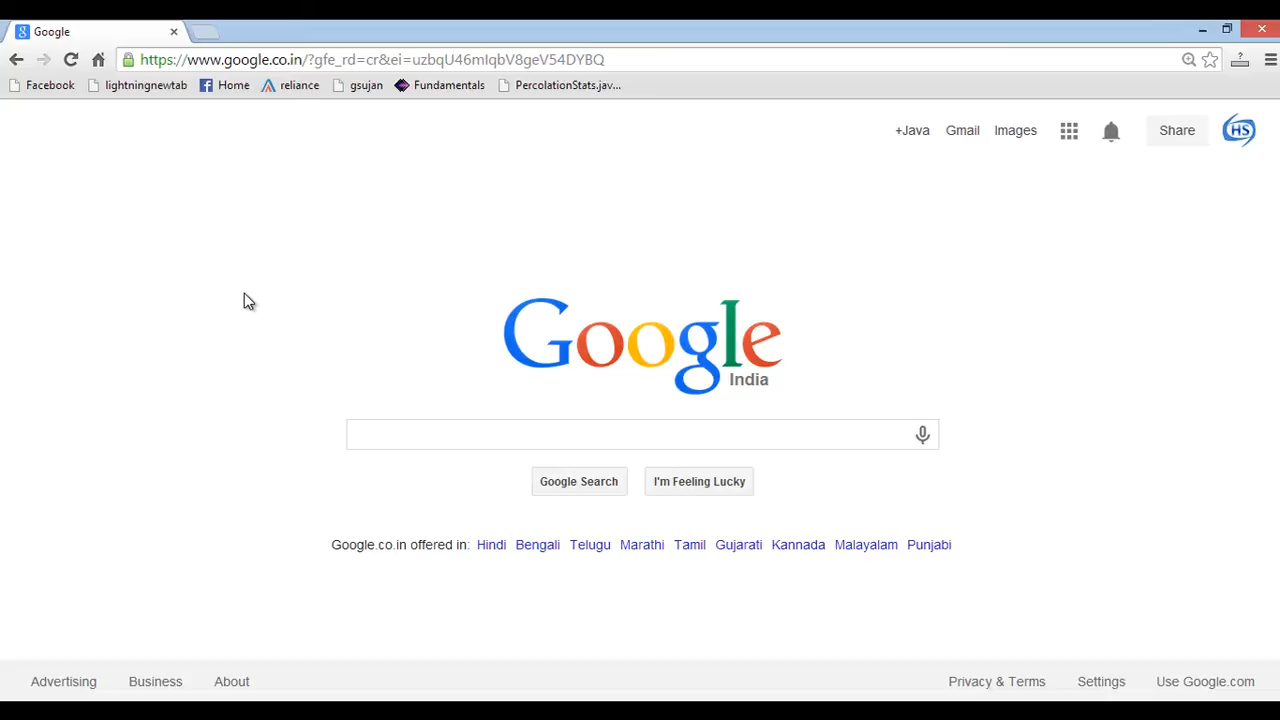 Google
https://www.google.co.in/?gfe_rd=cr&ei=uzbqU46mIqbV8geV54DYBQ
Facebook lightningnewtab Home reliance gsujan Fundamentals PercolationStats.jav...
+Java Gmail Images Share HS
Google
India
Google Search I'm Feeling Lucky
Google.co.in offered in: Hindi Bengali Telugu Marathi Tamil Gujarati Kannada Malayalam Punjabi
Advertising Business About Privacy & Terms Settings Use Google.com